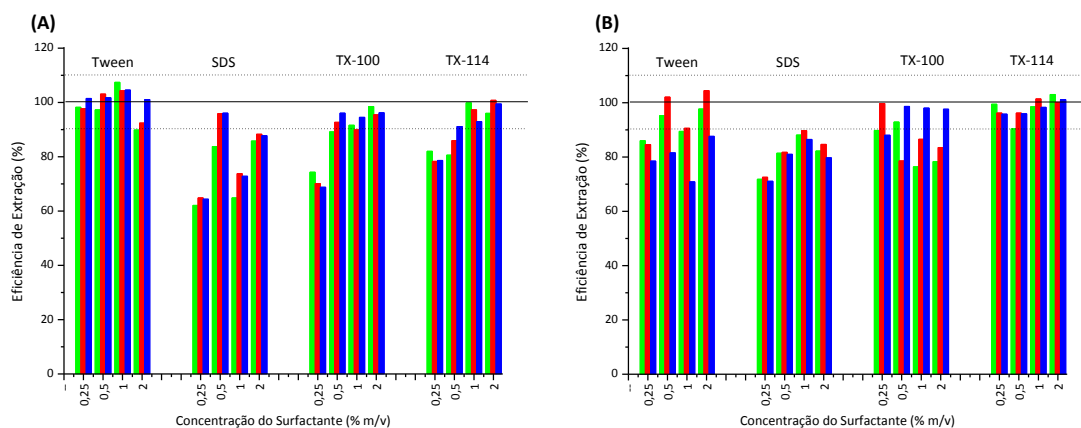 (A)
Tween SDS TX-100 TX-114
Eficiência de Extração (%)
120
100
80
60
40
20
0
-- 0,25 0,5 1 2 0,25 0,5 1 2 0,25 0,5 1 2 0,25 0,5 1 2
Concentração do Surfactante (% m/v)
(B)
Tween SDS TX-100 TX-114
Eficiência de Extração (%)
120
100
80
60
40
20
0
-- 0,25 0,5 1 2 0,25 0,5 1 2 0,25 0,5 1 2 0,25 0,5 1 2
Concentração do Surfactante (% m/v)